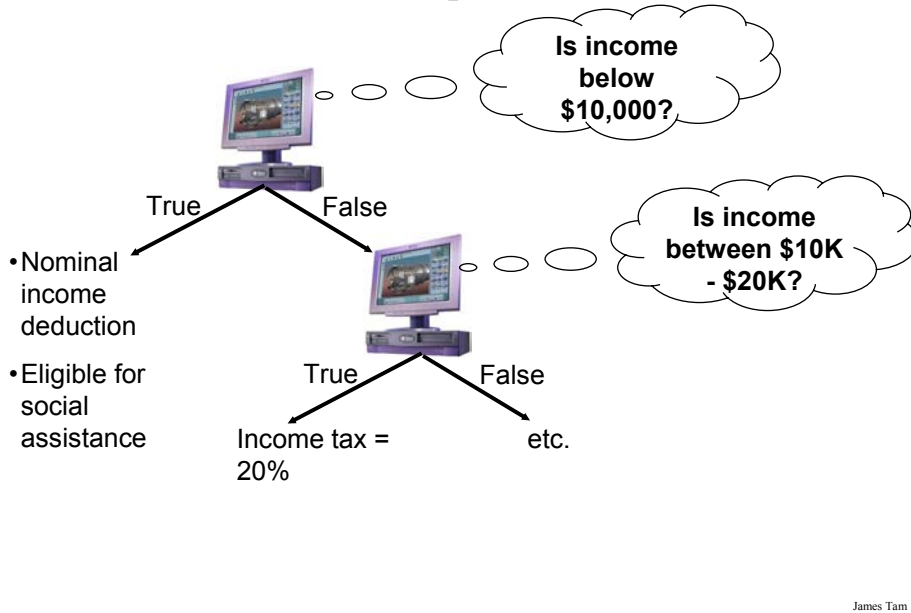 Is income
below
$10,000?
True
False
Is income
between $10K
- $20K?
•Nominal
income
deduction
•Eligible for
social
assistance
True
False
Income tax =
20%
etc.
James Tam